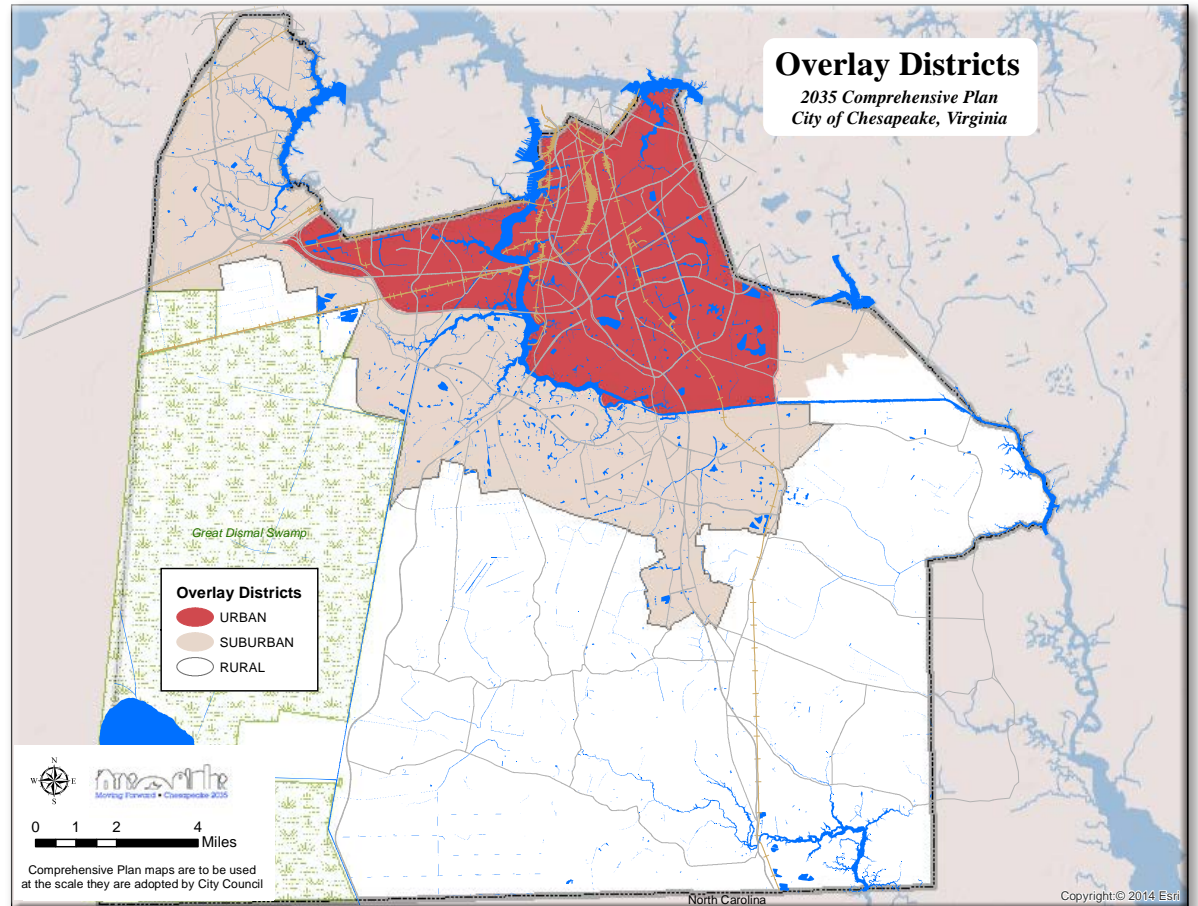 Overlay Districts
2035 Comprehensive Plan
City of Chesapeake, Virginia
Great Dismal Swamp
Overlay Districts
URBAN
SUBURBAN
RURAL
N
W E
S
Moving Forward • Chesapeake 2035
0 1 2 4
Miles
Comprehensive Plan maps are to be used
at the scale they are adopted by City Council
North Carolina
Copyright:© 2014 Esri